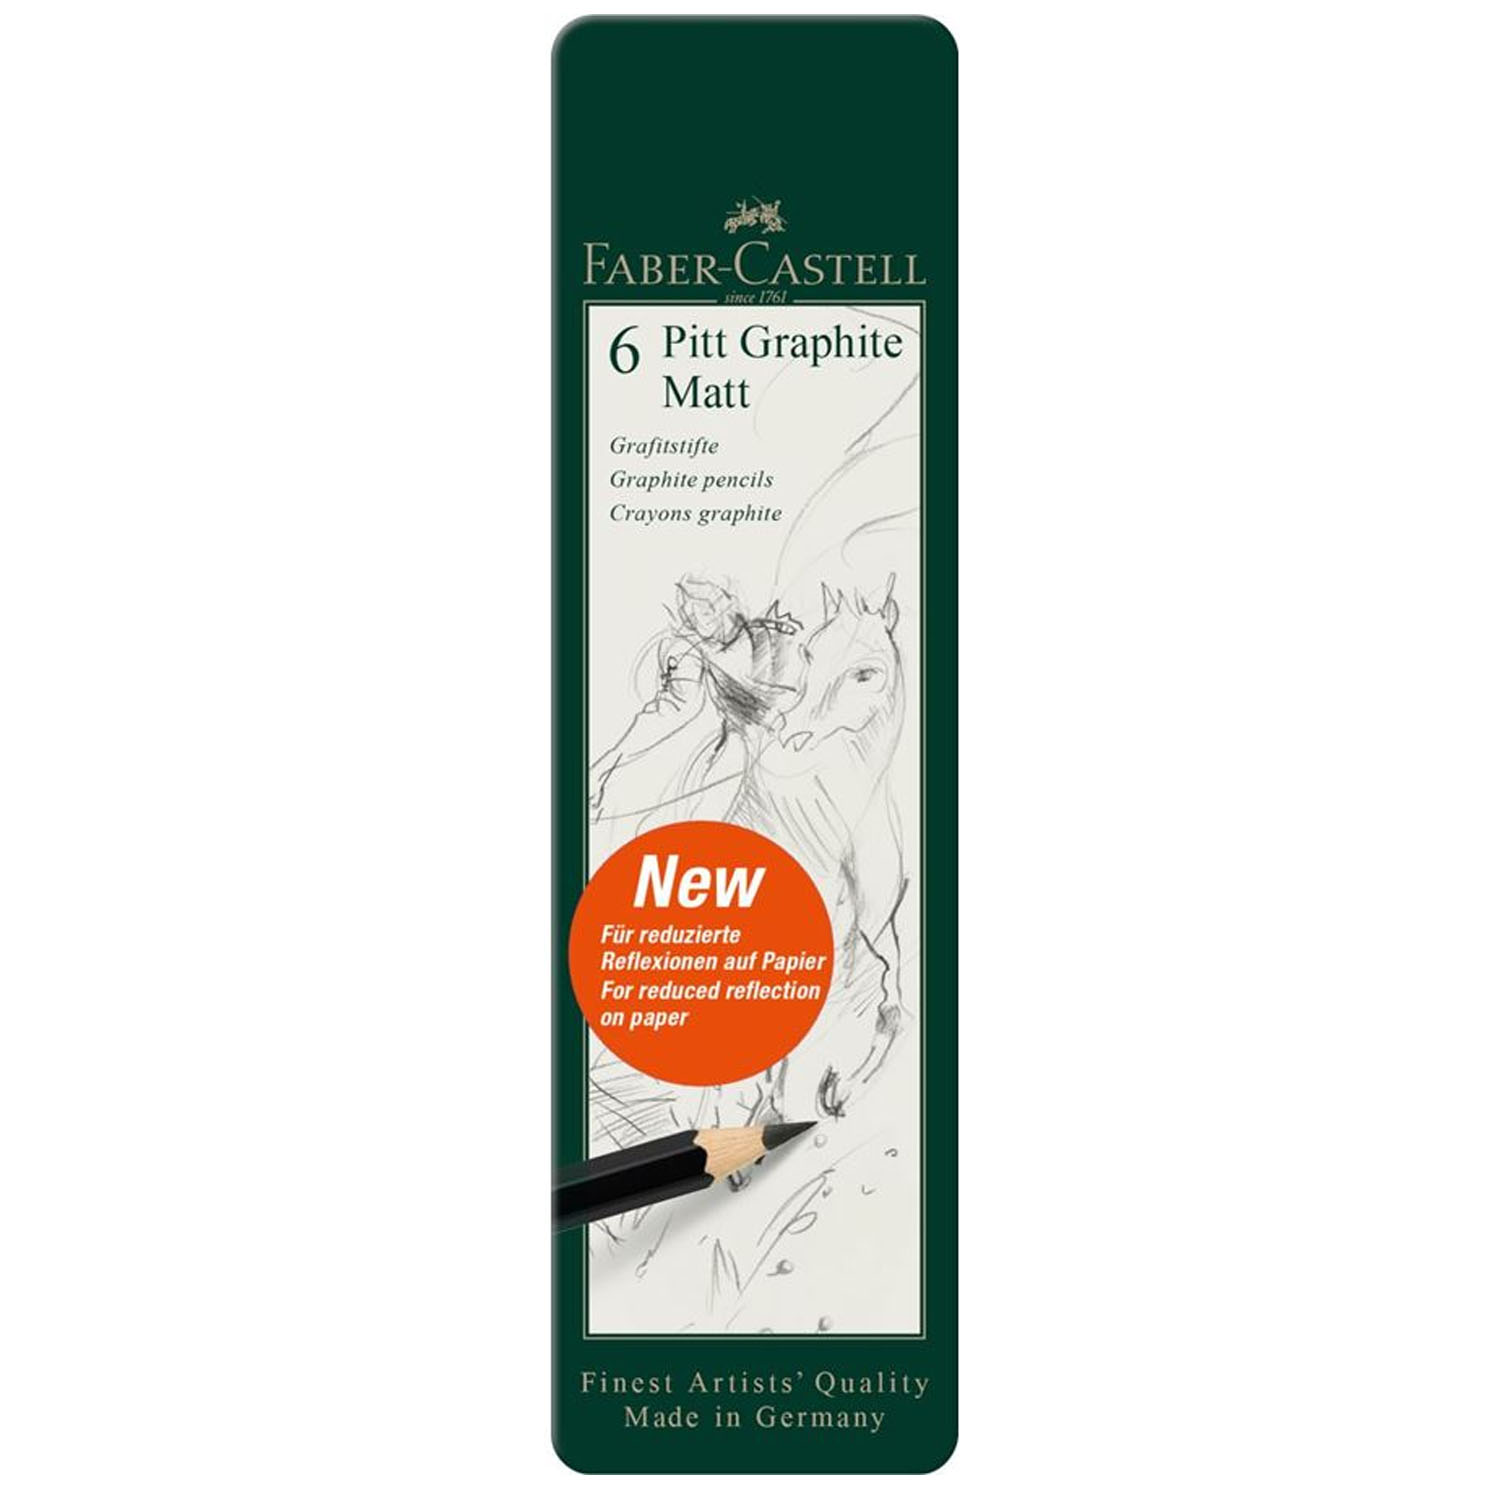 FABER-CASTELL
since 1761
6 Pitt Graphite
Matt
Grafitstifte
Graphite pencils
Crayons graphite
New
Für reduzierte
Reflexionen auf Papier
For reduced reflection
on paper
Finest Artists' Quality
Made in Germany